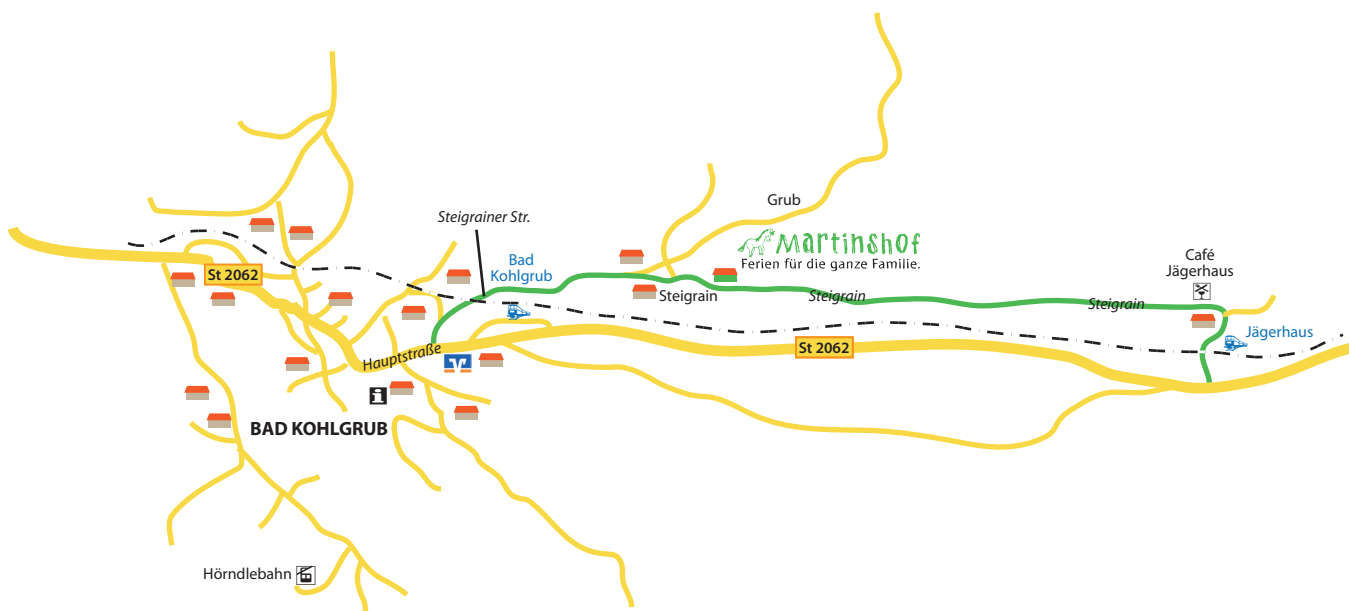 Grub
Steigrainer Str.
Martinshof
Ferien für die ganze Familie.
Bad
Kohlgrub
Café
Jägerhaus
St 2062
Steigrain
Steigrain
Steigrain
Jägerhaus
St 2062
Hauptstraße
BAD KOHLGRUB
Hörndlebahn